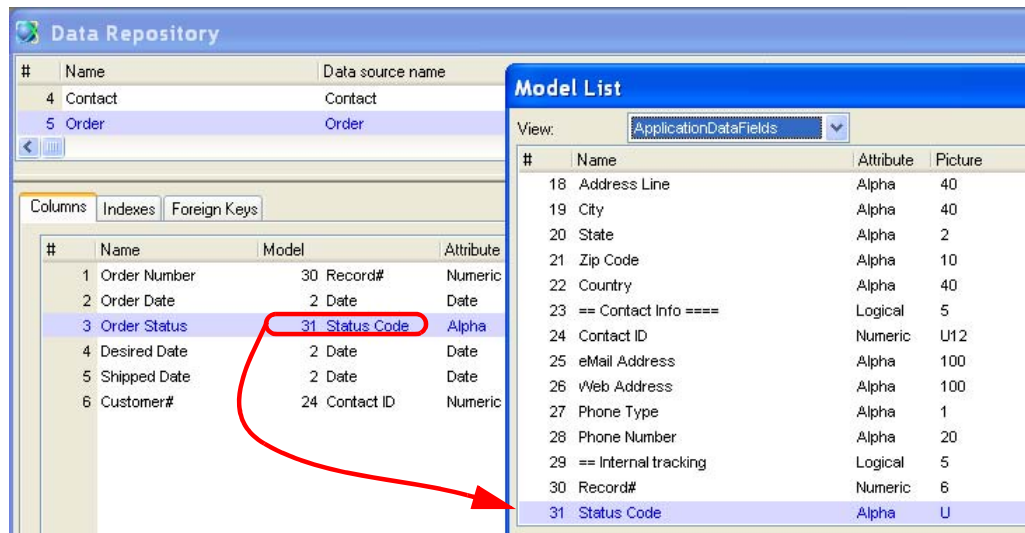 Data Repository
# Name Data source name
4 Contact Contact
5 Order Order
Columns Indexes Foreign Keys
# Name Model Attribute
1 Order Number 30 Record# Numeric
2 Order Date 2 Date Date
3 Order Status 31 Status Code Alpha
4 Desired Date 2 Date Date
5 Shipped Date 2 Date Date
6 Customer# 24 Contact ID Numeric
Model List
View: ApplicationDataFields
# Name Attribute Picture
18 Address Line Alpha 40
19 City Alpha 40
20 State Alpha 2
21 Zip Code Alpha 10
22 Country Alpha 40
23 == Contact Info ==== Logical 5
24 Contact ID Numeric U12
25 eMail Address Alpha 100
26 Web Address Alpha 100
27 Phone Type Alpha 1
28 Phone Number Alpha 20
29 == Internal tracking Logical 5
30 Record# Numeric 6
31 Status Code Alpha U